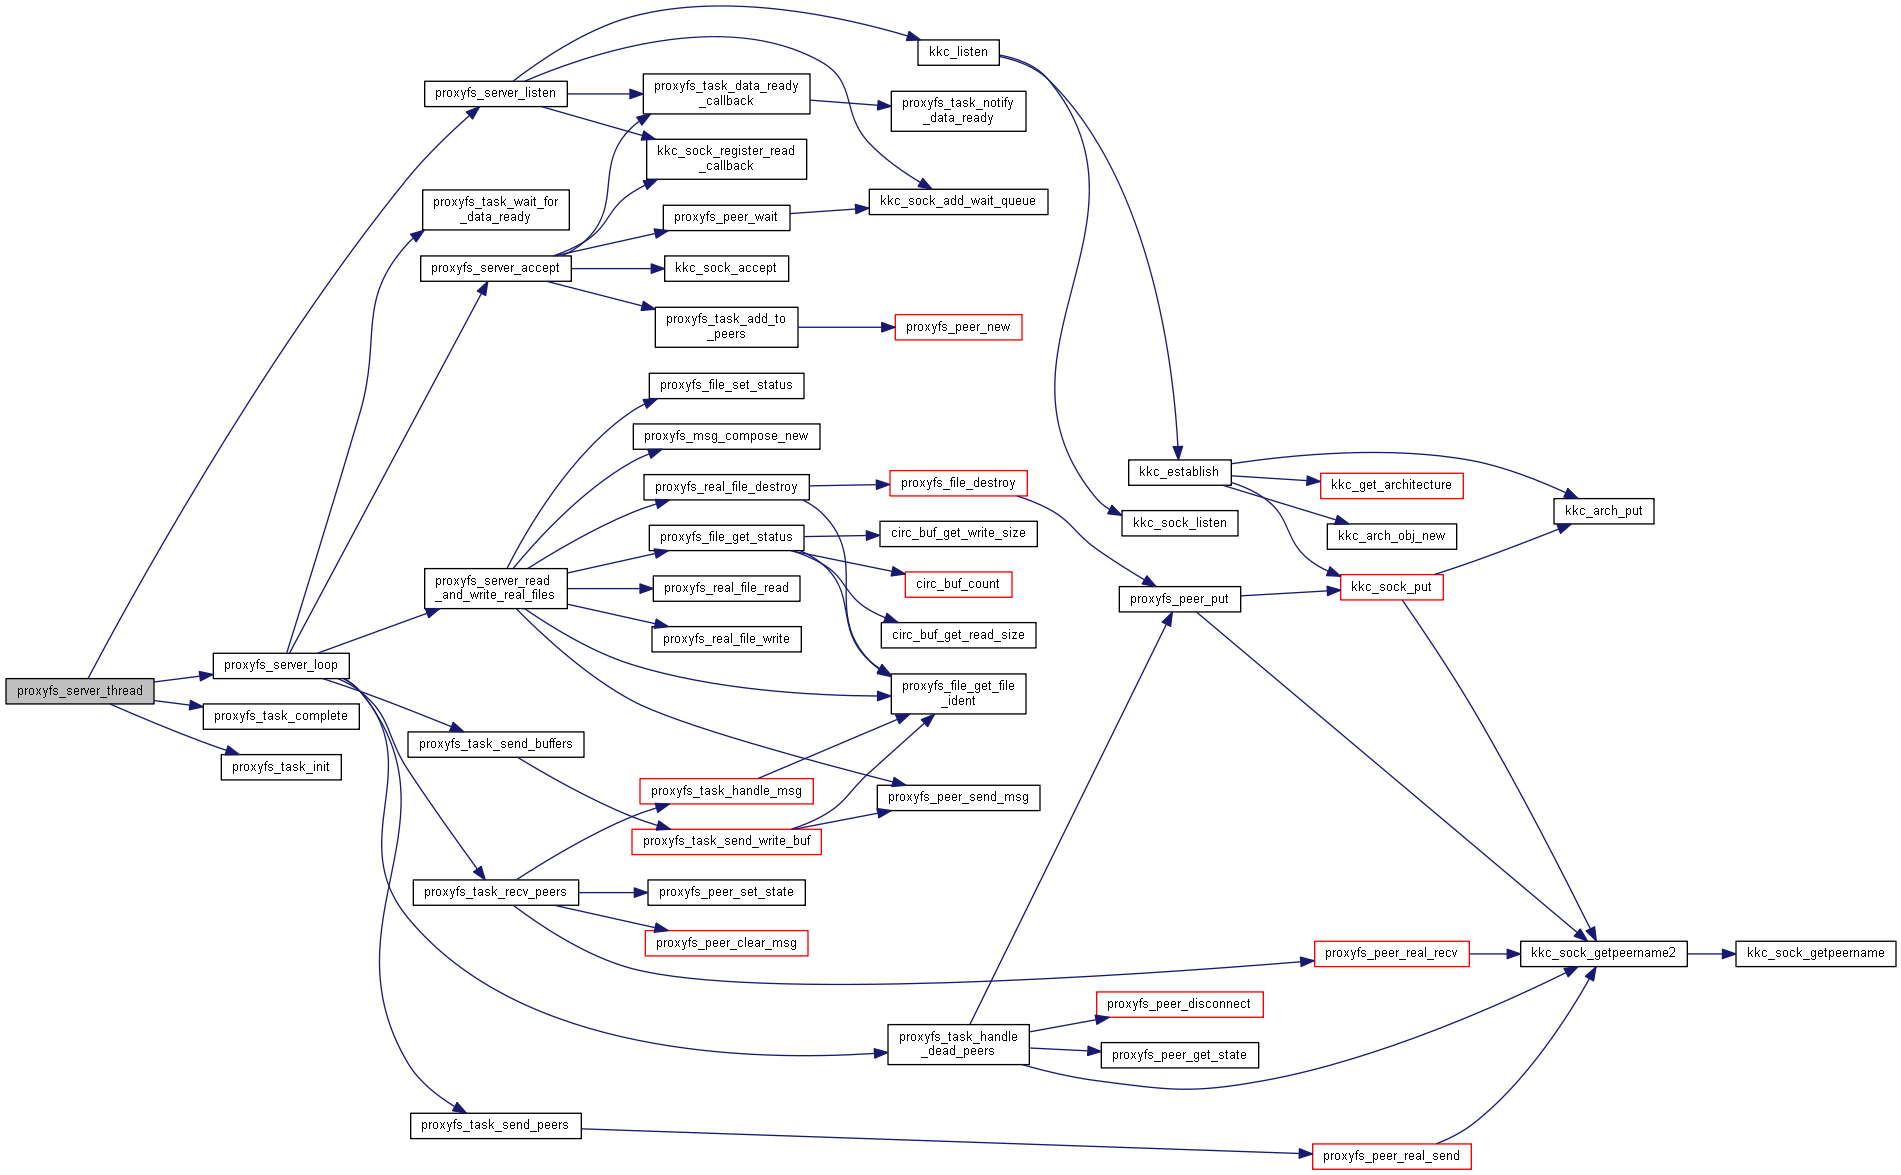 kkc_listen
proxyfs_server_listen
proxyfs_task_data_ready
_callback
proxyfs_task_notify
_data_ready
kkc_sock_register_read
_callback
proxyfs_task_wait_for
_data_ready
kkc_sock_add_wait_queue
proxyfs_peer_wait
proxyfs_server_accept
kkc_sock_accept
proxyfs_task_add_to
_peers
proxyfs_peer_new
proxyfs_file_set_status
proxyfs_msg_compose_new
kkc_establish
proxyfs_real_file_destroy
proxyfs_file_destroy
kkc_get_architecture
kkc_arch_put
kkc_sock_listen
proxyfs_file_get_status
circ_buf_get_write_size
kkc_arch_obj_new
proxyfs_server_read
_and_write_real_files
proxyfs_real_file_read
circ_buf_count
kkc_sock_put
proxyfs_peer_put
proxyfs_real_file_write
circ_buf_get_read_size
proxyfs_server_loop
proxyfs_server_thread
proxyfs_file_get_file
_ident
proxyfs_task_complete
proxyfs_task_send_buffers
proxyfs_task_init
proxyfs_task_handle_msg
proxyfs_peer_send_msg
proxyfs_task_send_write_buf
proxyfs_task_recv_peers
proxyfs_peer_set_state
proxyfs_peer_clear_msg
proxyfs_peer_real_recv
kkc_sock_getpeername2
kkc_sock_getpeername
proxyfs_peer_disconnect
proxyfs_task_handle
_dead_peers
proxyfs_peer_get_state
proxyfs_task_send_peers
proxyfs_peer_real_send